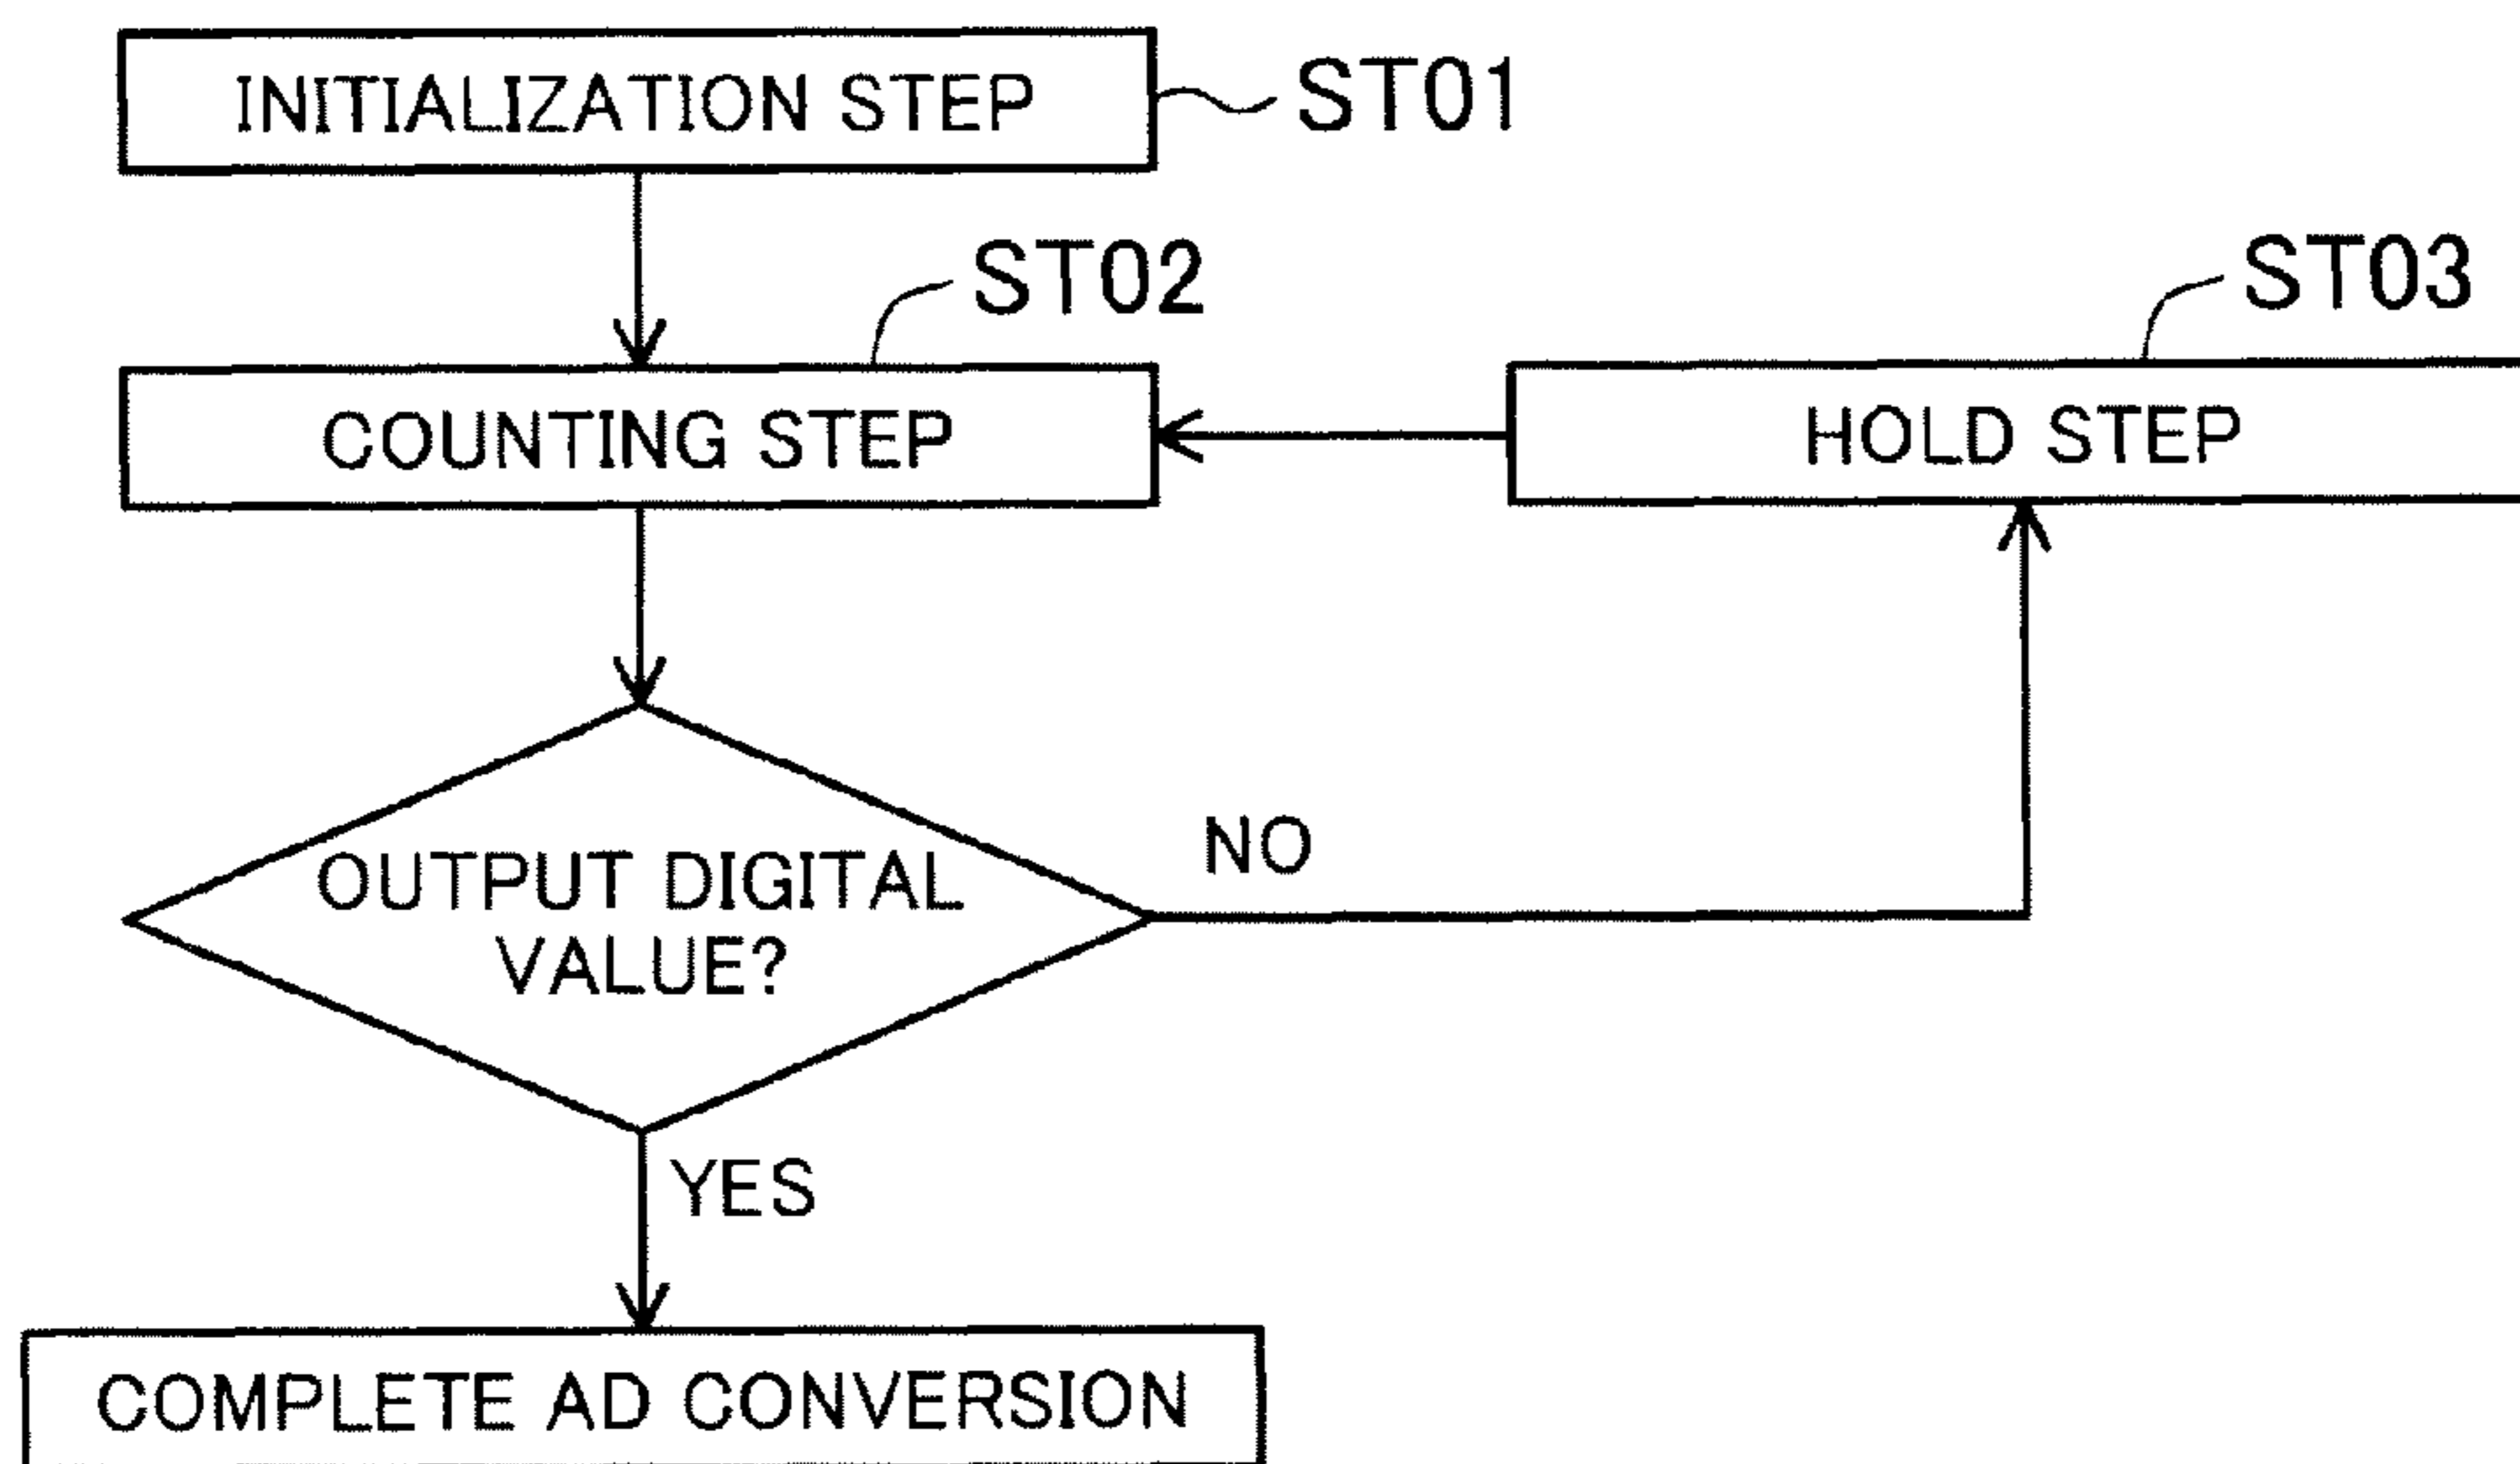 INITIALIZATION STEP
ST01
ST02
ST03
COUNTING STEP
HOLD STEP
OUTPUT DIGITAL
VALUE?
NO
YES
COMPLETE AD CONVERSION